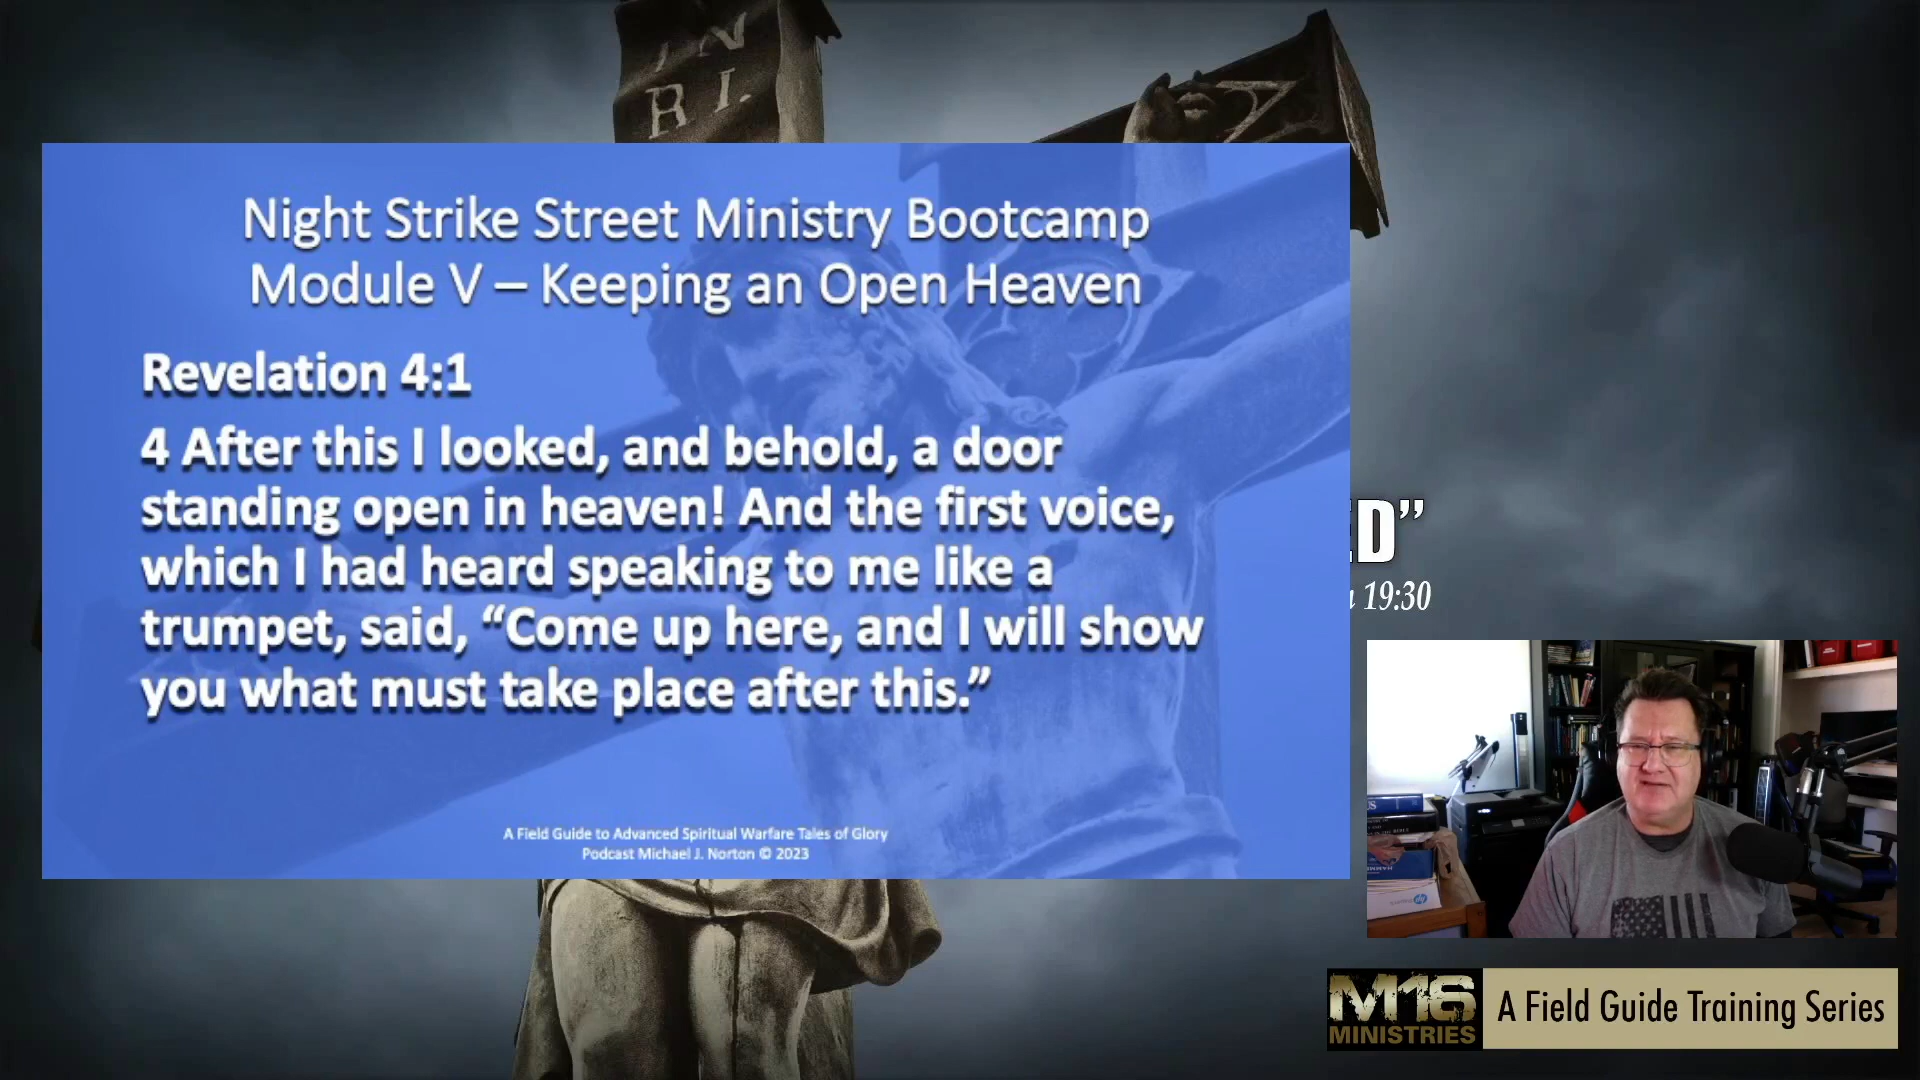 IN
R I.
Night Strike Street Ministry Bootcamp
Module V – Keeping an Open Heaven
Revelation 4:1
4 After this I looked, and behold, a door
standing open in heaven! And the first voice,
which I had heard speaking to me like a
trumpet, said, “Come up here, and I will show
you what must take place after this.”
A Field Guide to Advanced Spiritual Warfare Tales of Glory
Podcast Michael J. Norton © 2023
ED”
19:30
M16
MINISTRIES
A Field Guide Training Series